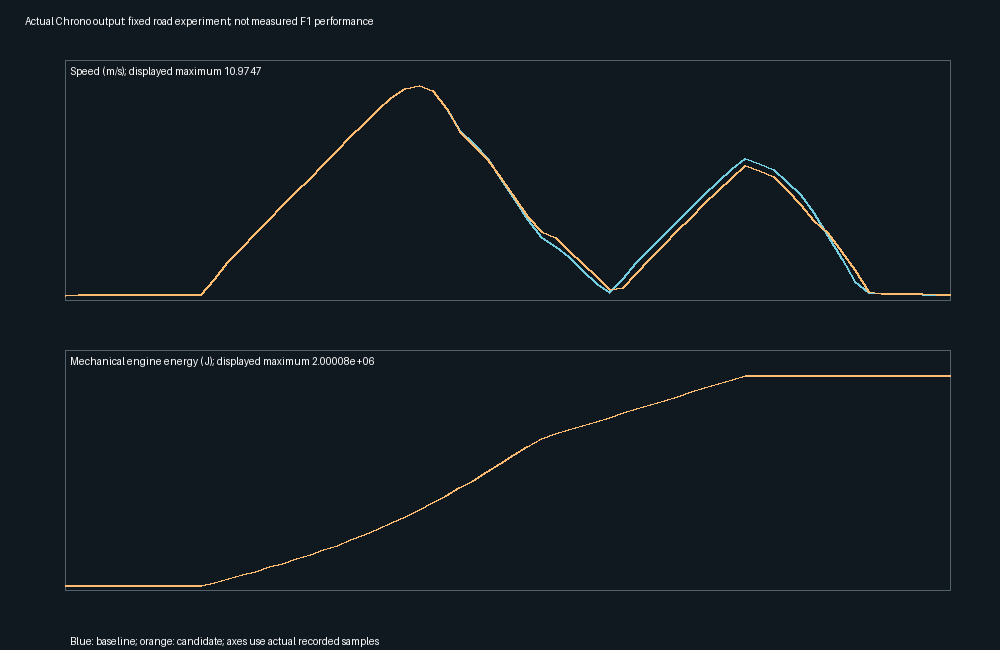 Actual Chrono output: fixed road experiment; not measured F1 performance
Speed (m/s); displayed maximum 10.9747
Mechanical engine energy (J); displayed maximum 2.00008e+06
Blue: baseline; orange: candidate; axes use actual recorded samples